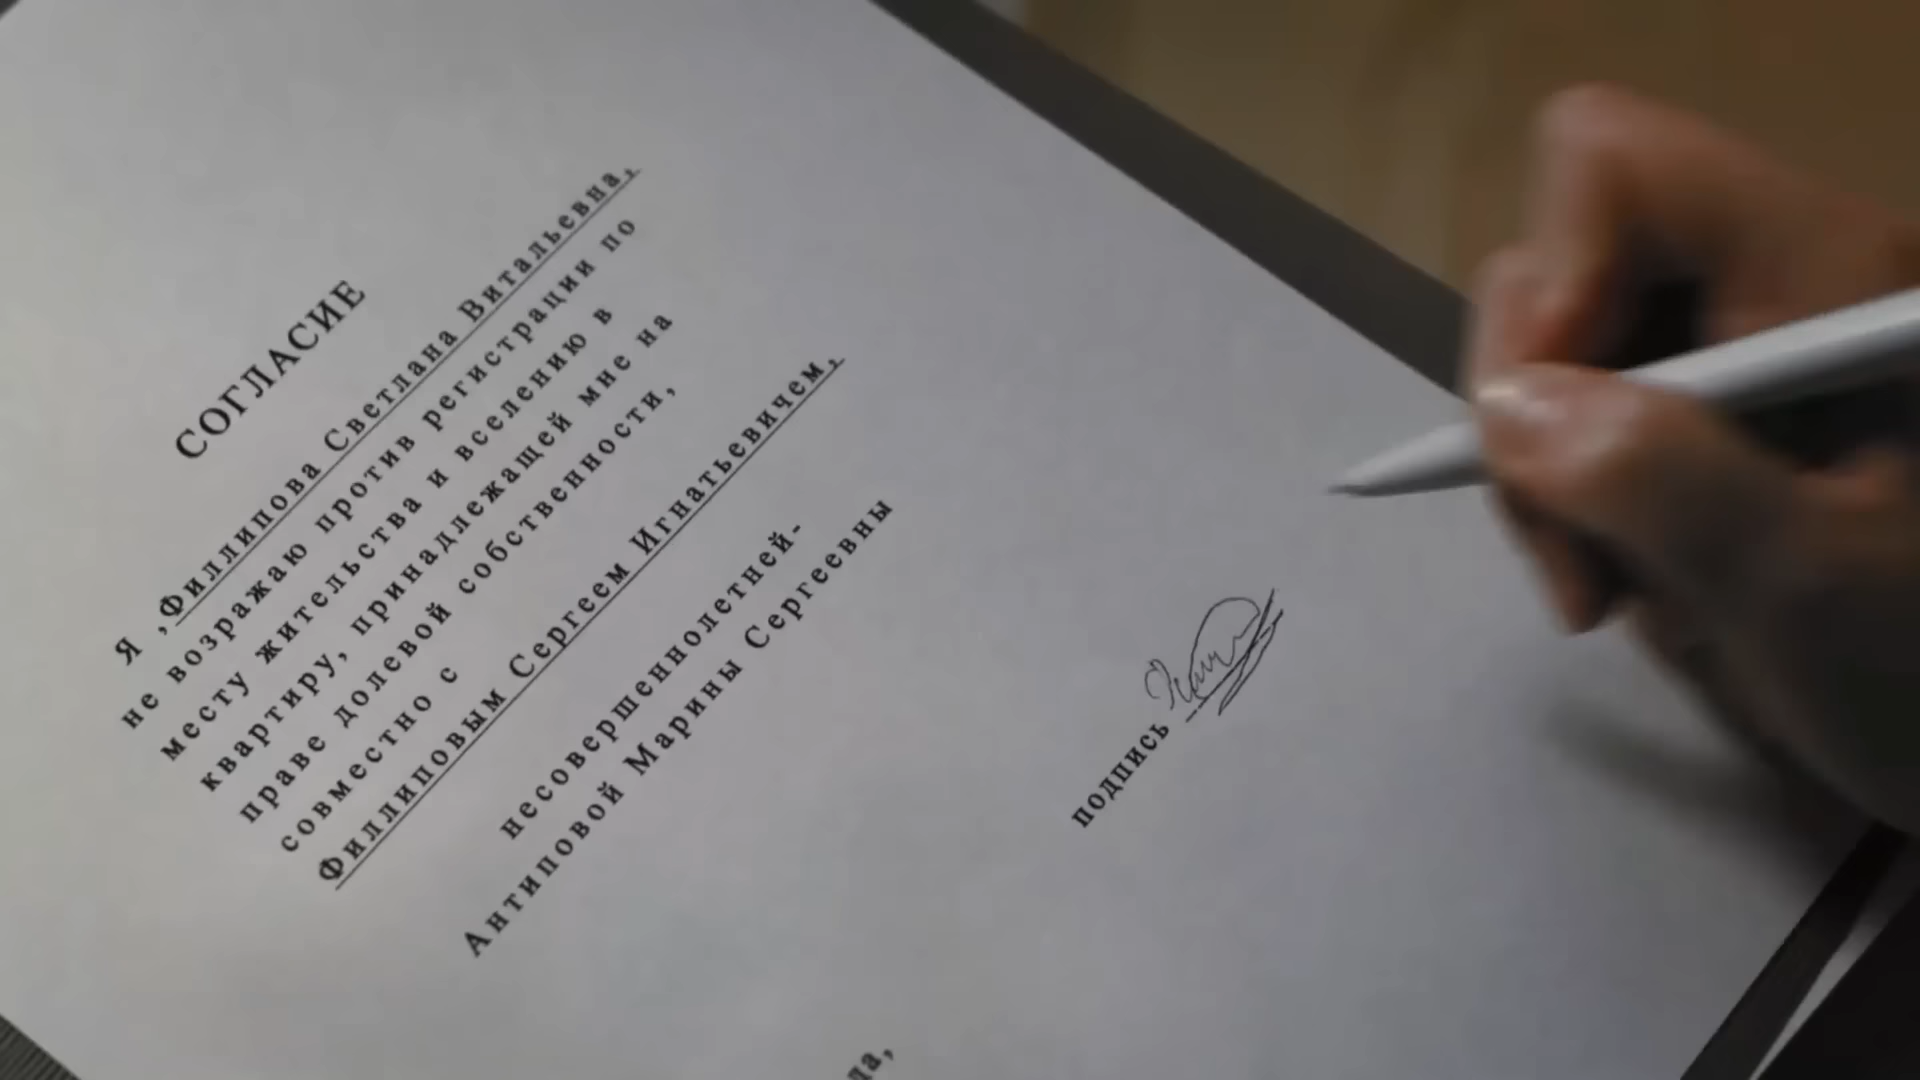 СОГЛАСИЕ
Я ,Филлипова Светлана Витальевна,
не возражаю против регистрации по
месту жительства и вселению в
квартиру, принадлежащей мне на
праве долевой собственности,
совместно с
Филлиповым Сергеем Игнатьевичем,
несовершеннолетней-
Антиповой Марины Сергеевны
подпись